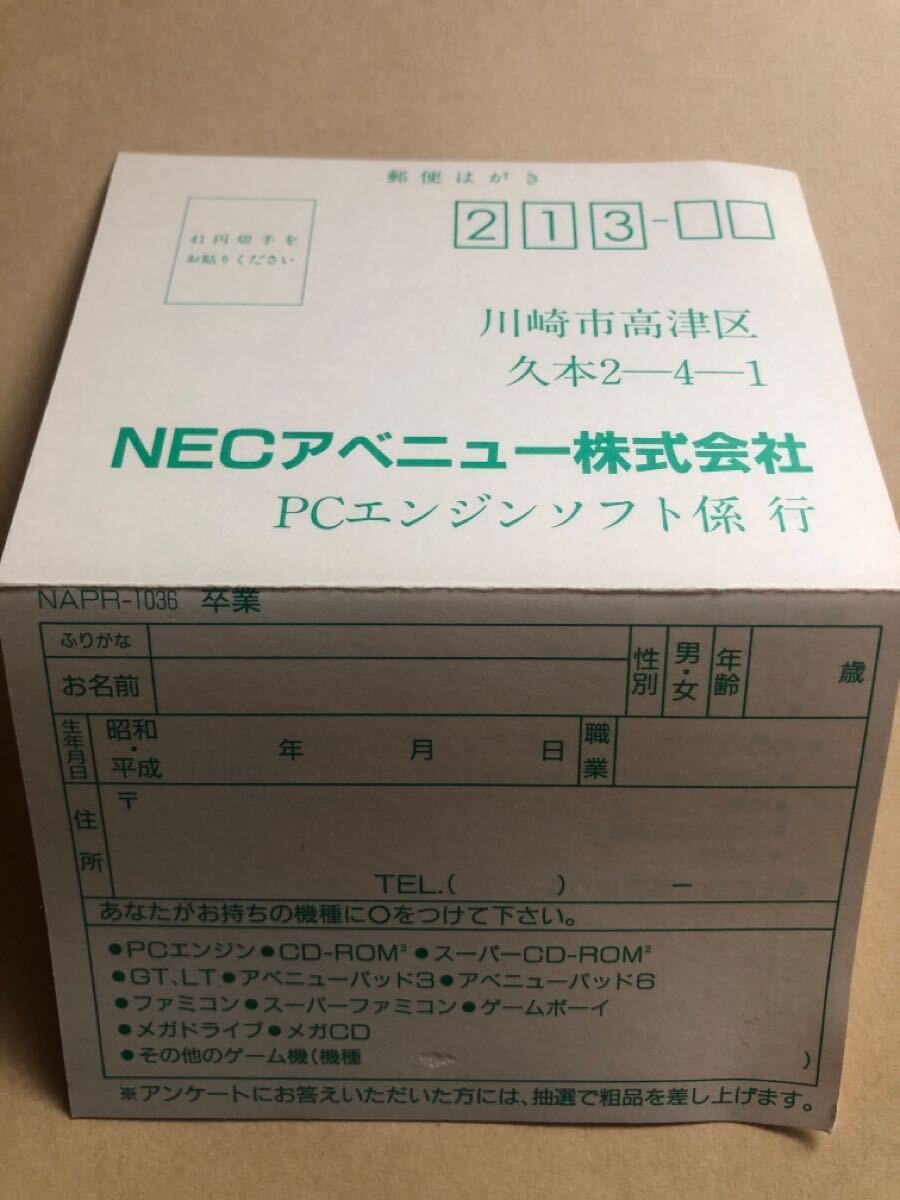 郵便はがき
41円切手を
お貼りください
213-
川崎市高津区
久本2―4―1
NECアベニュー株式会社
PCエンジンソフト係 行
NAPR-1036 卒業
ふりがな
お名前
性別
男・女
年齢
歳
生年月日
昭和・平成
年 月 日
職業
住所
〒
TEL.( ) ―
あなたがお持ちの機種に○をつけて下さい。
●PCエンジン●CD-ROM²●スーパーCD-ROM²
●GT、LT●アベニューパッド3●アベニューパッド6
●ファミコン●スーパーファミコン●ゲームボーイ
●メガドライブ●メガCD
●その他のゲーム機(機種 )
※アンケートにお答えいただいた方には、抽選で粗品を差し上げます。